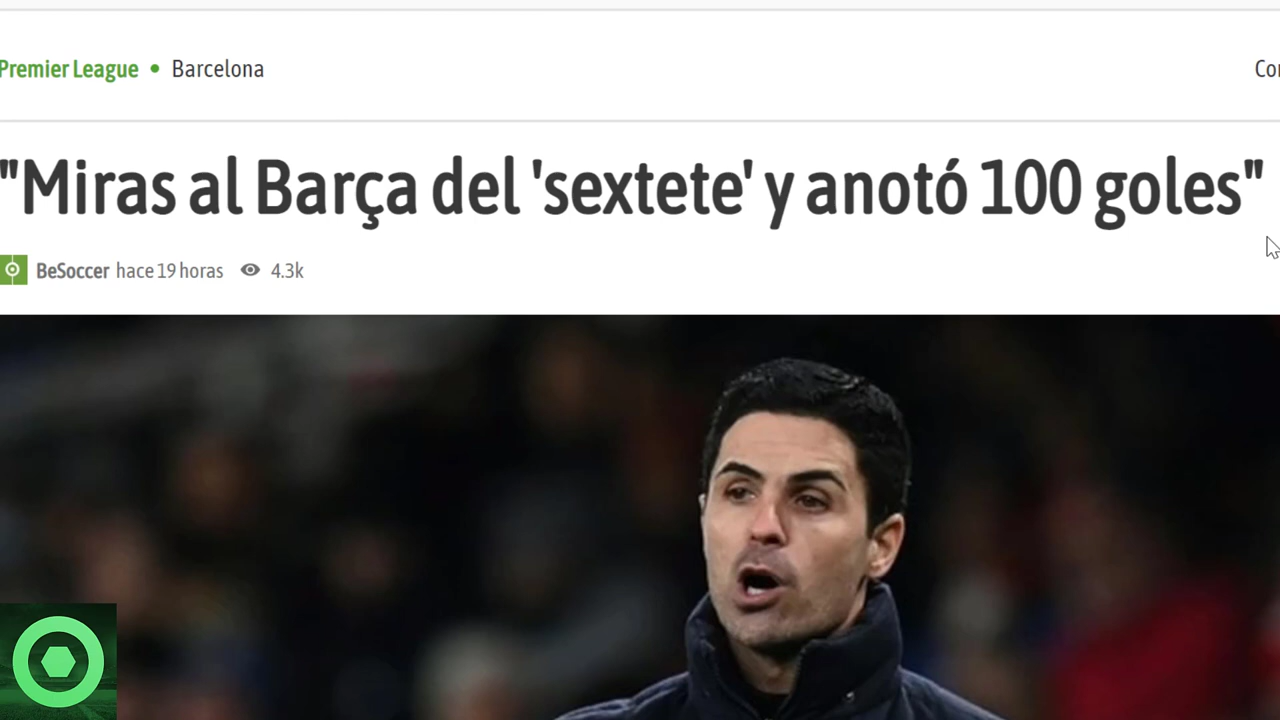 Premier League • Barcelona
"Miras al Barça del 'sextete' y anotó 100 goles"
BeSoccer hace 19 horas 4.3k